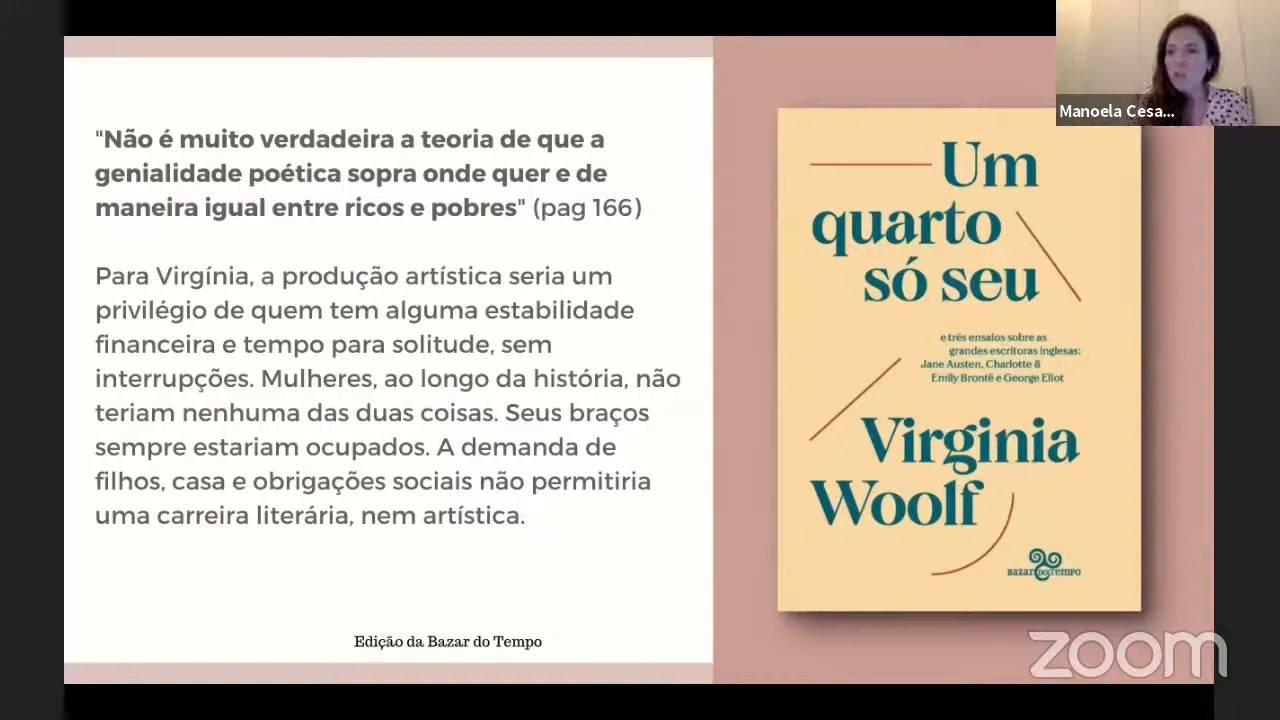 "Não é muito verdadeira a teoria de que a
genialidade poética sopra onde quer e de
maneira igual entre ricos e pobres" (pag 166)
Para Virgínia, a produção artística seria um
privilégio de quem tem alguma estabilidade
financeira e tempo para solitude, sem
interrupções. Mulheres, ao longo da história, não
teriam nenhuma das duas coisas. Seus braços
sempre estariam ocupados. A demanda de
filhos, casa e obrigações sociais não permitiria
uma carreira literária, nem artística.
Edição da Bazar do Tempo
Manoela Cesa...
Um
quarto
só seu
e três ensaios sobre as
grandes escritoras inglesas:
Jane Austen, Charlotte &
Emily Brontë e George Eliot
Virginia
Woolf
BAZAR DO TEMPO
zoom